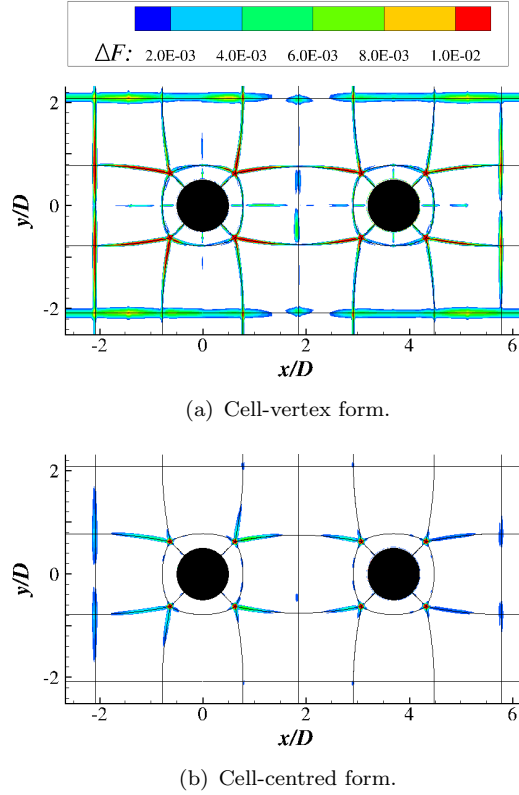 ΔF: 2.0E-03 4.0E-03 6.0E-03 8.0E-03 1.0E-02
2
y/D
0
-2
-2 0 2 4 6
x/D
(a) Cell-vertex form.
2
y/D
0
-2
-2 0 2 4 6
x/D
(b) Cell-centred form.